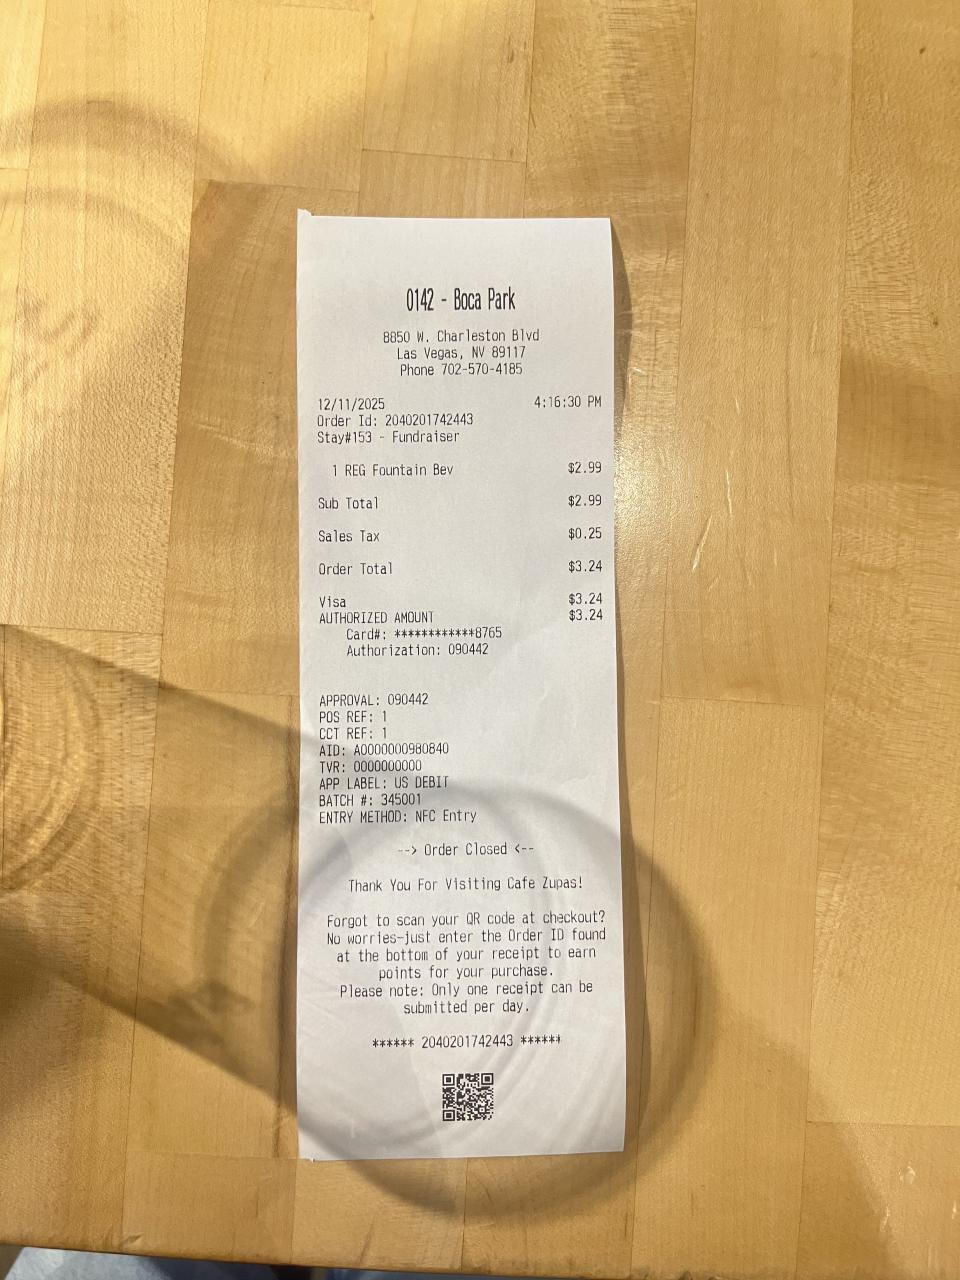 0142 - Boca Park
8850 W. Charleston Blvd
Las Vegas, NV 89117
Phone 702-570-4185
12/11/2025 4:16:30 PM
Order Id: 2040201742443
Stay#153 - Fundraiser
1 REG Fountain Bev $2.99
Sub Total $2.99
Sales Tax $0.25
Order Total $3.24
Visa $3.24
AUTHORIZED AMOUNT $3.24
Card#: ************8765
Authorization: 090442
APPROVAL: 090442
POS REF: 1
CCT REF: 1
AID: A0000000980840
TVR: 0000000000
APP LABEL: US DEBIT
BATCH #: 345001
ENTRY METHOD: NFC Entry
--> Order Closed <--
Thank You For Visiting Cafe Zupas!
Forgot to scan your QR code at checkout?
No worries-just enter the Order ID found
at the bottom of your receipt to earn
points for your purchase.
Please note: Only one receipt can be
submitted per day.
****** 2040201742443 ******